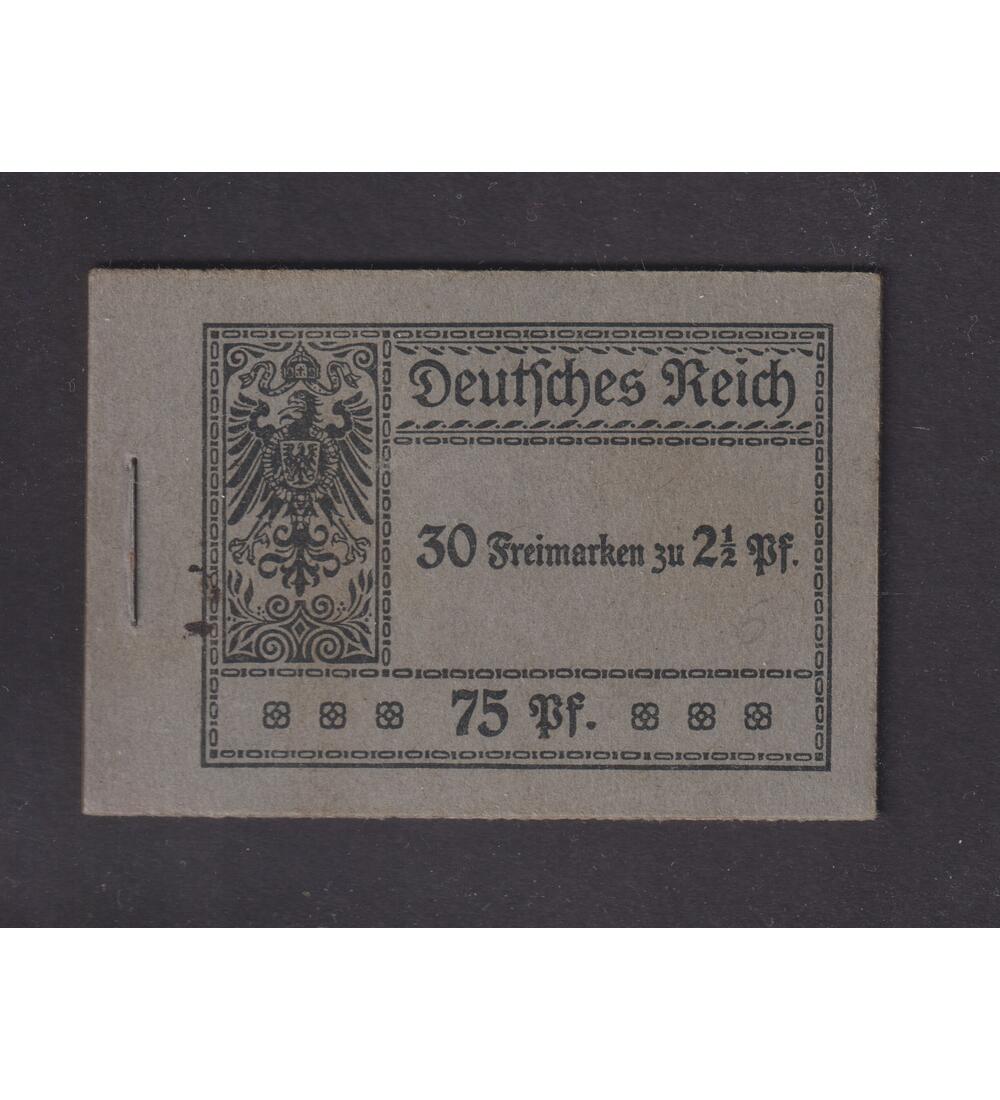 Deutsches Reich
30 Freimarken zu 2½ Pf.
75 Pf.